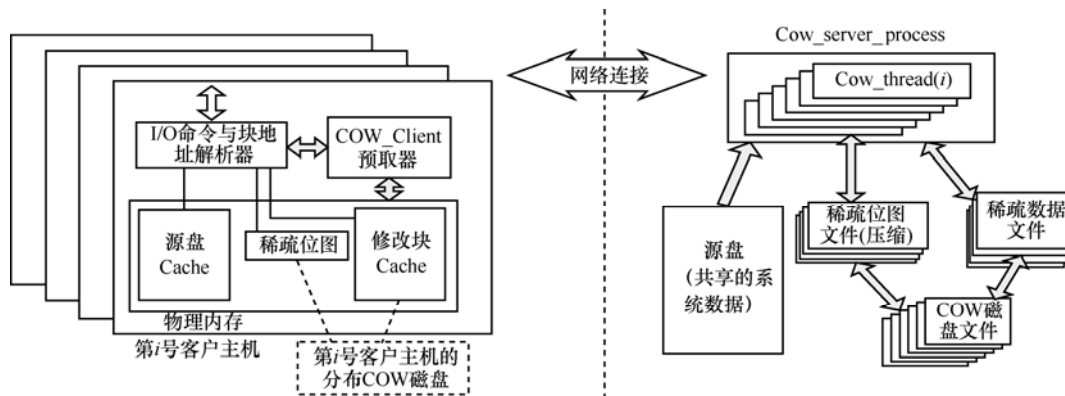 I/O命令与块地
址解析器
COW_Client
预取器
源盘
Cache
稀疏位图
修改块
Cache
物理内存
第i号客户主机
第i号客户主机的
分布COW磁盘
网络连接
Cow_server_process
Cow_thread(i)
源盘
(共享的系
统数据)
稀疏位图
文件(压缩)
稀疏数据
文件
COW磁
盘文件